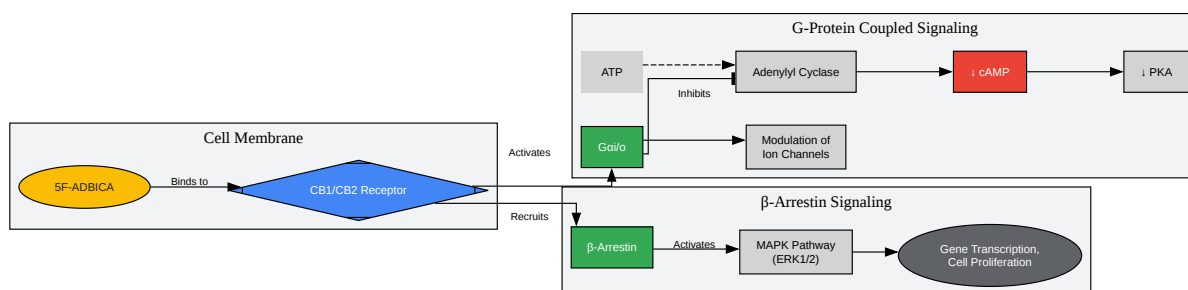 G-Protein Coupled Signaling
ATP
Adenylyl Cyclase
↓ cAMP
↓ PKA
Inhibits
Gαi/o
Modulation of
Ion Channels
Cell Membrane
5F-ADBICA
Binds to
CB1/CB2 Receptor
Activates
Recruits
β-Arrestin Signaling
β-Arrestin
Activates
MAPK Pathway
(ERK1/2)
Gene Transcription,
Cell Proliferation